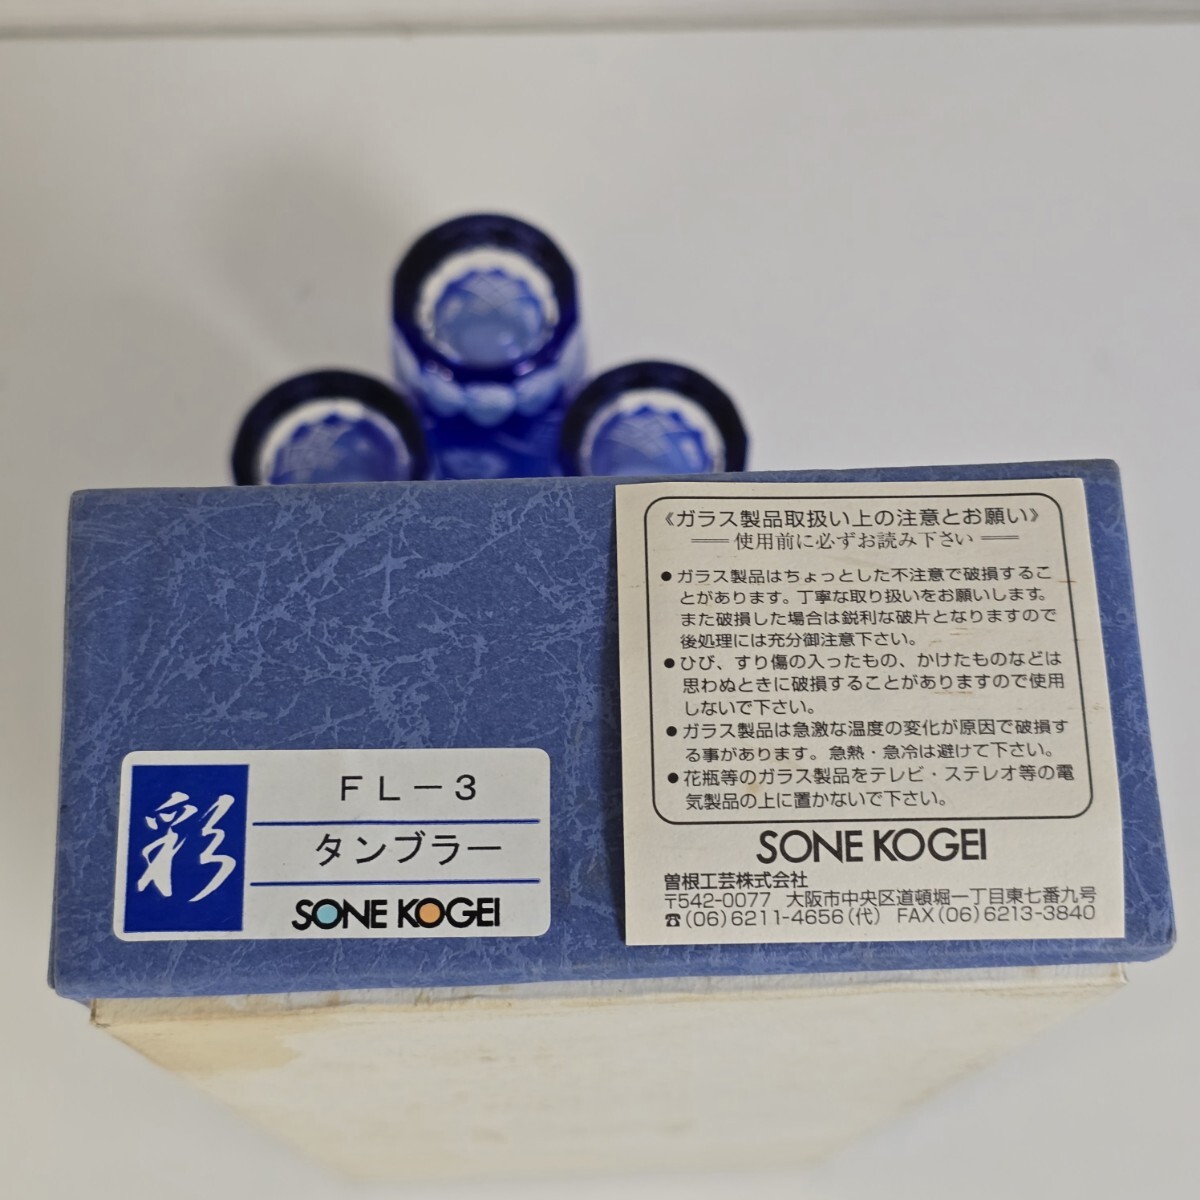 彩
FL-3
タンブラー
SONE KOGEI
《ガラス製品取扱い上の注意とお願い》
══使用前に必ずお読み下さい══
●ガラス製品はちょっとした不注意で破損するこ
とがあります。丁寧な取り扱いをお願いします。
また破損した場合は鋭利な破片となりますので
後処理には充分御注意下さい。
●ひび、すり傷の入ったもの、かけたものなどは
思わぬときに破損することがありますので使用
しないで下さい。
●ガラス製品は急激な温度の変化が原因で破損す
る事があります。急熱・急冷は避けて下さい。
●花瓶等のガラス製品をテレビ・ステレオ等の電
気製品の上に置かないで下さい。
SONE KOGEI
曽根工芸株式会社
〒542-0077 大阪市中央区道頓堀一丁目東七番九号
☎(06)6211-4656(代) FAX(06)6213-3840